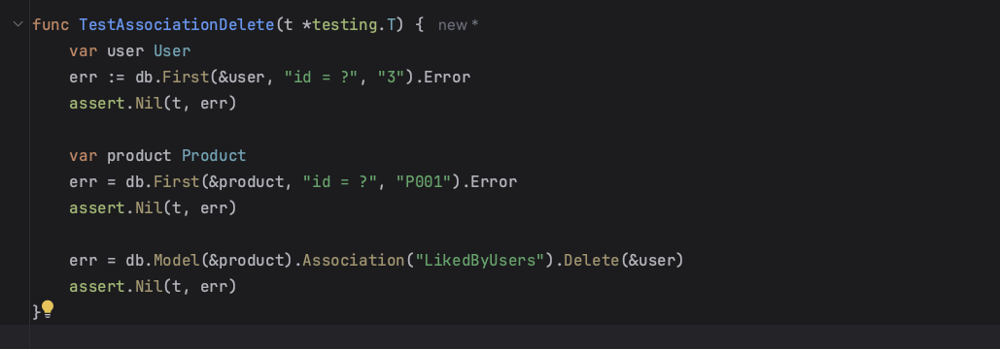 func TestAssociationDelete(t *testing.T) { new *
var user User
err := db.First(&user, "id = ?", "3").Error
assert.Nil(t, err)
var product Product
err = db.First(&product, "id = ?", "P001").Error
assert.Nil(t, err)
err = db.Model(&product).Association("LikedByUsers").Delete(&user)
assert.Nil(t, err)
}